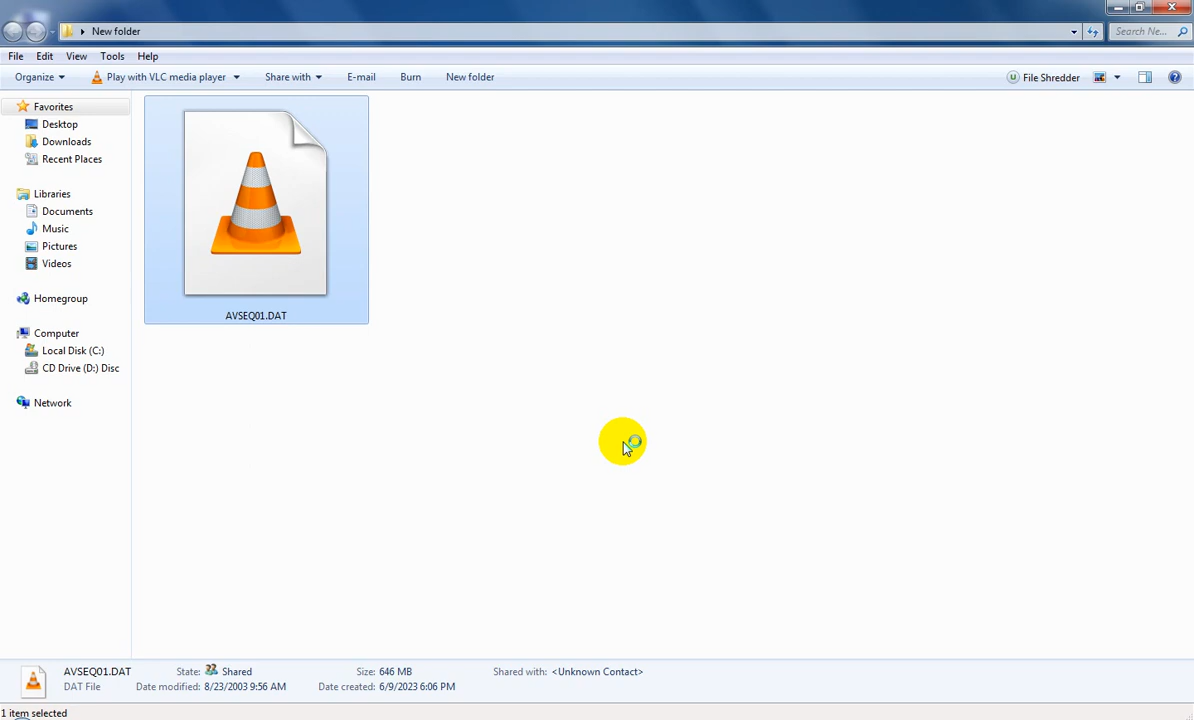 New folder
Search Ne...
File Edit View Tools Help
Organize Play with VLC media player Share with E-mail Burn New folder File Shredder
Favorites
Desktop
Downloads
Recent Places
Libraries
Documents
Music
Pictures
Videos
Homegroup
Computer
Local Disk (C:)
CD Drive (D:) Disc
Network
AVSEQ01.DAT
AVSEQ01.DAT State: Shared Size: 646 MB Shared with: <Unknown Contact>
DAT File Date modified: 8/23/2003 9:56 AM Date created: 6/9/2023 6:06 PM
1 item selected